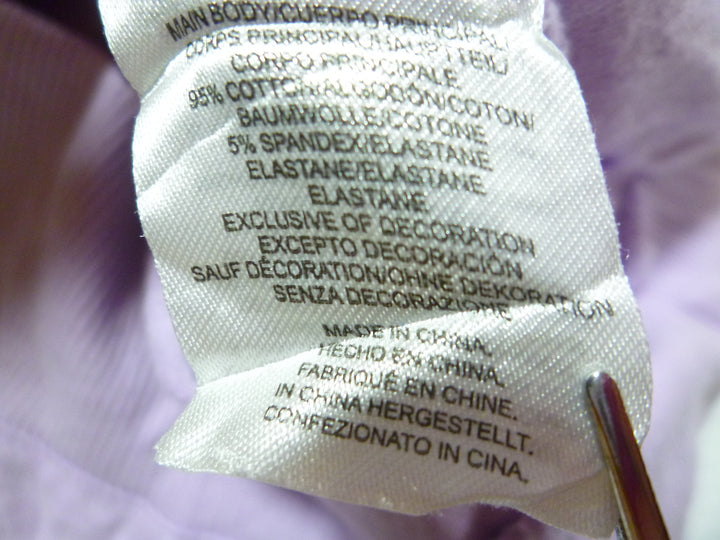 MAIN BODY/CUERPO PRINCIPAL/
CORPS PRINCIPAL/HAUPTTEIL/
CORPO PRINCIPALE
95% COTTON/ALGODÓN/COTON/
BAUMWOLLE/COTONE
5% SPANDEX/ELASTANE
ELASTANE/ELASTANE
ELASTANE
EXCLUSIVE OF DECORATION
EXCEPTO DECORACIÓN
SAUF DÉCORATION/OHNE DEKORATION
SENZA DECORAZIONE
MADE IN CHINA.
HECHO EN CHINA.
FABRIQUÉ EN CHINE.
IN CHINA HERGESTELLT.
CONFEZIONATO IN CINA.